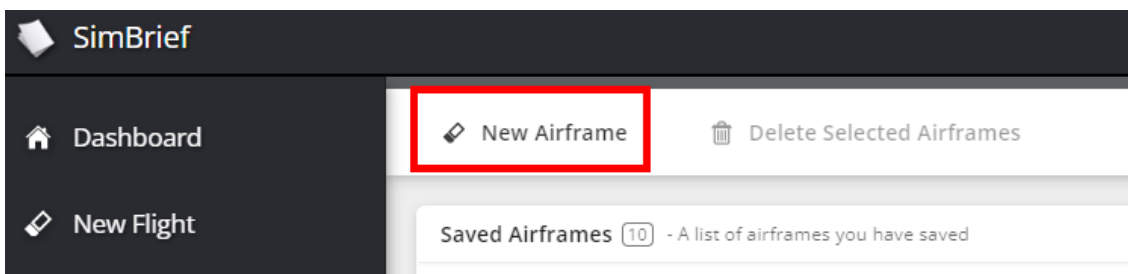 SimBrief
Dashboard
New Flight
New Airframe
Delete Selected Airframes
Saved Airframes 10 - A list of airframes you have saved